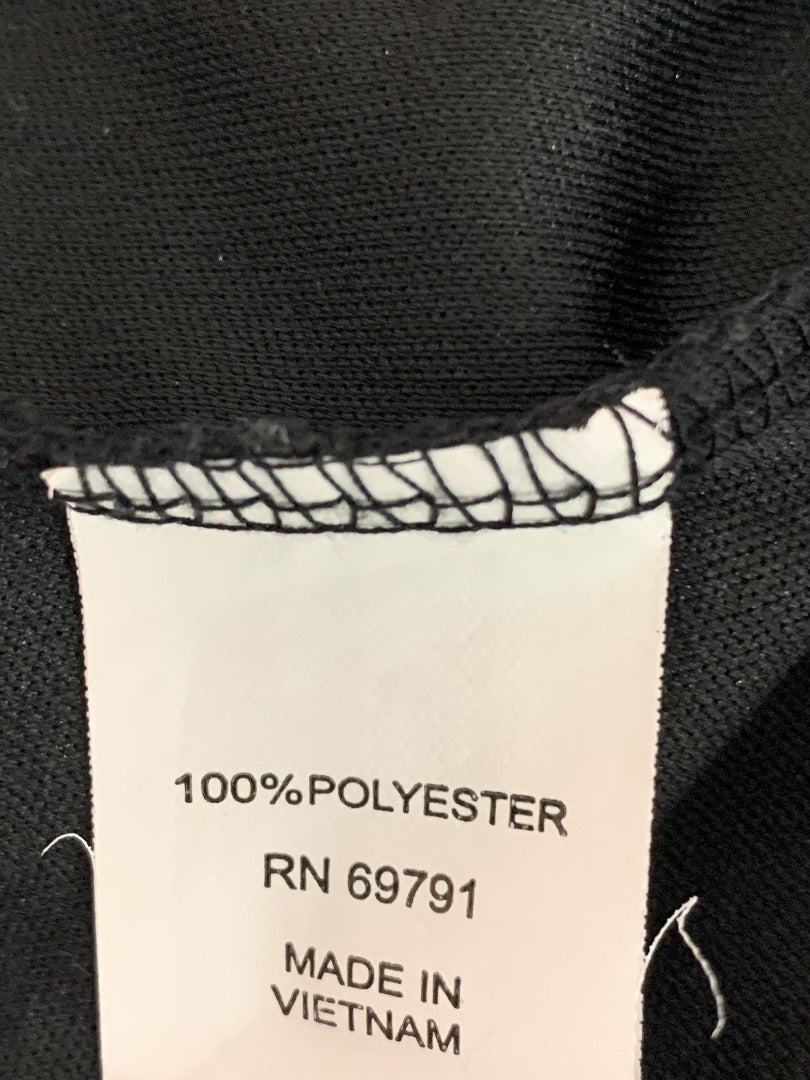 100%POLYESTER
RN 69791
MADE IN
VIETNAM